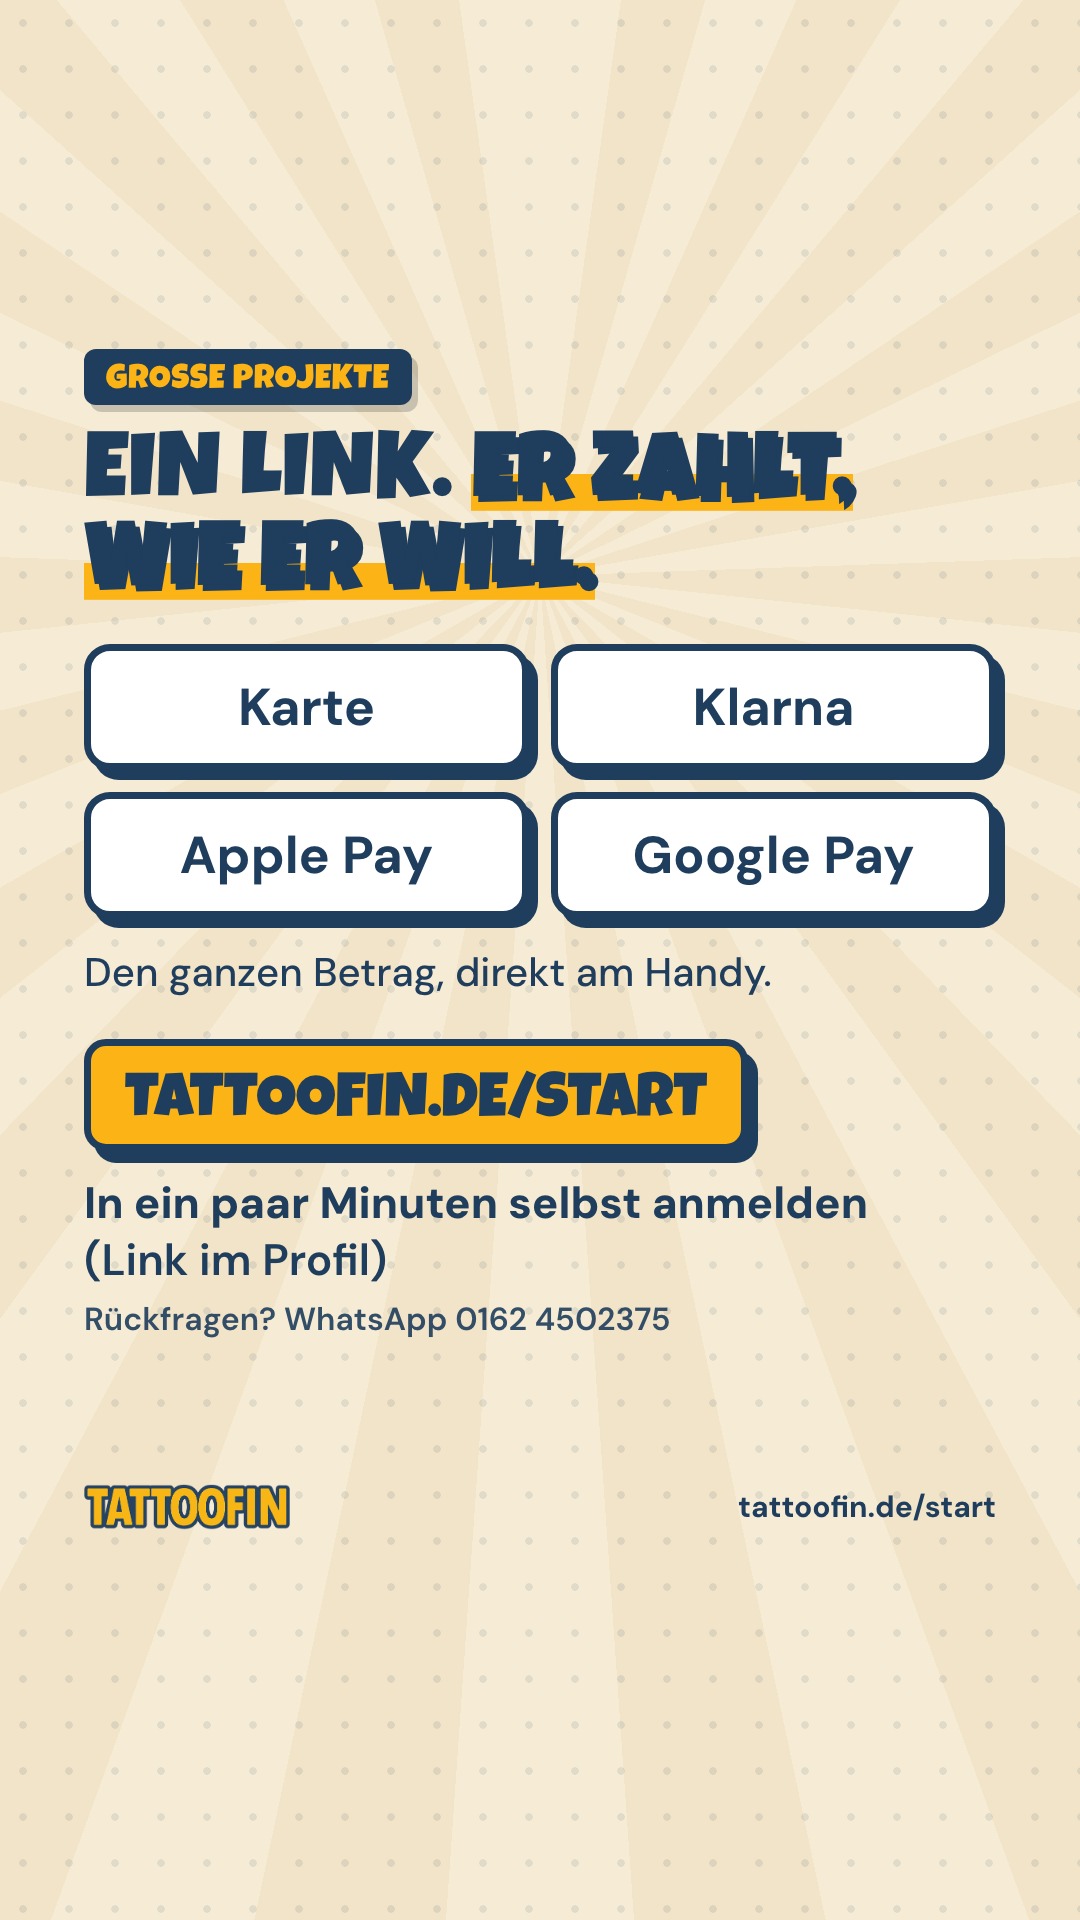 GROSSE PROJEKTE
EIN LINK. ER ZAHLT,
WIE ER WILL.
Karte
Klarna
Apple Pay
Google Pay
Den ganzen Betrag, direkt am Handy.
TATTOOFIN.DE/START
In ein paar Minuten selbst anmelden
(Link im Profil)
Rückfragen? WhatsApp 0162 4502375
TATTOOFIN
tattoofin.de/start